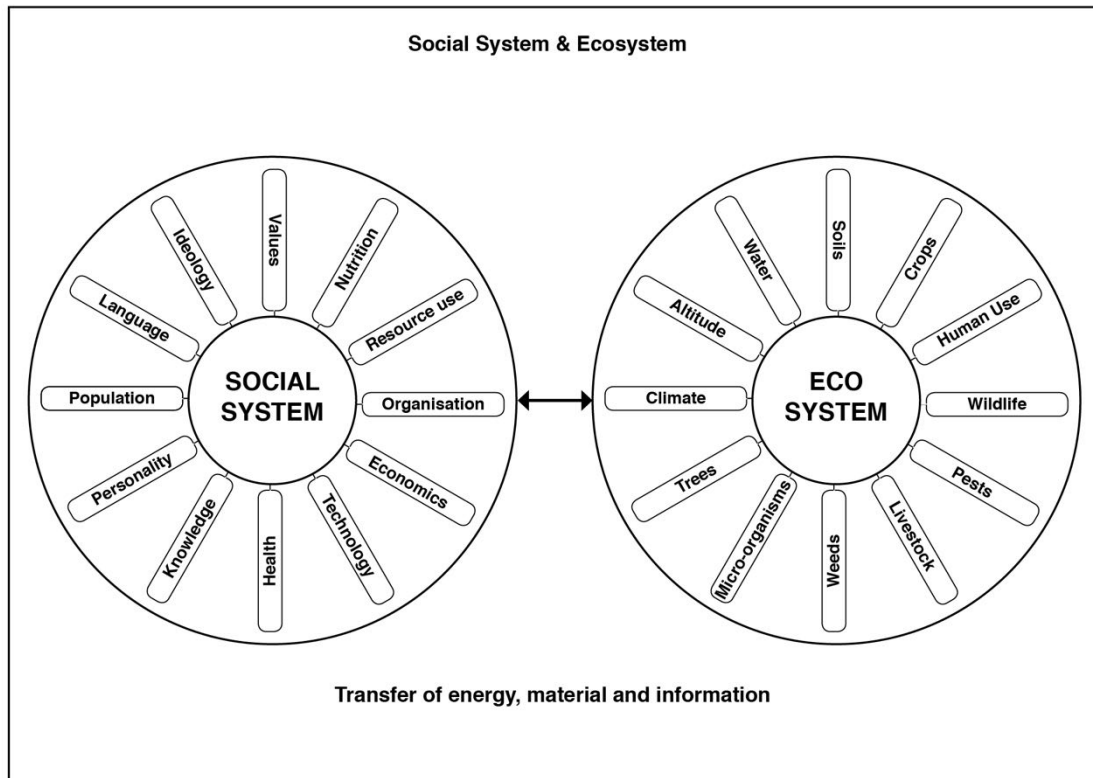 Social System & Ecosystem
SOCIAL
SYSTEM
Values
Nutrition
Resource use
Organisation
Economics
Technology
Health
Knowledge
Personality
Population
Language
Ideology
ECO
SYSTEM
Soils
Crops
Human Use
Wildlife
Pests
Livestock
Weeds
Micro-organisms
Trees
Climate
Altitude
Water
Transfer of energy, material and information